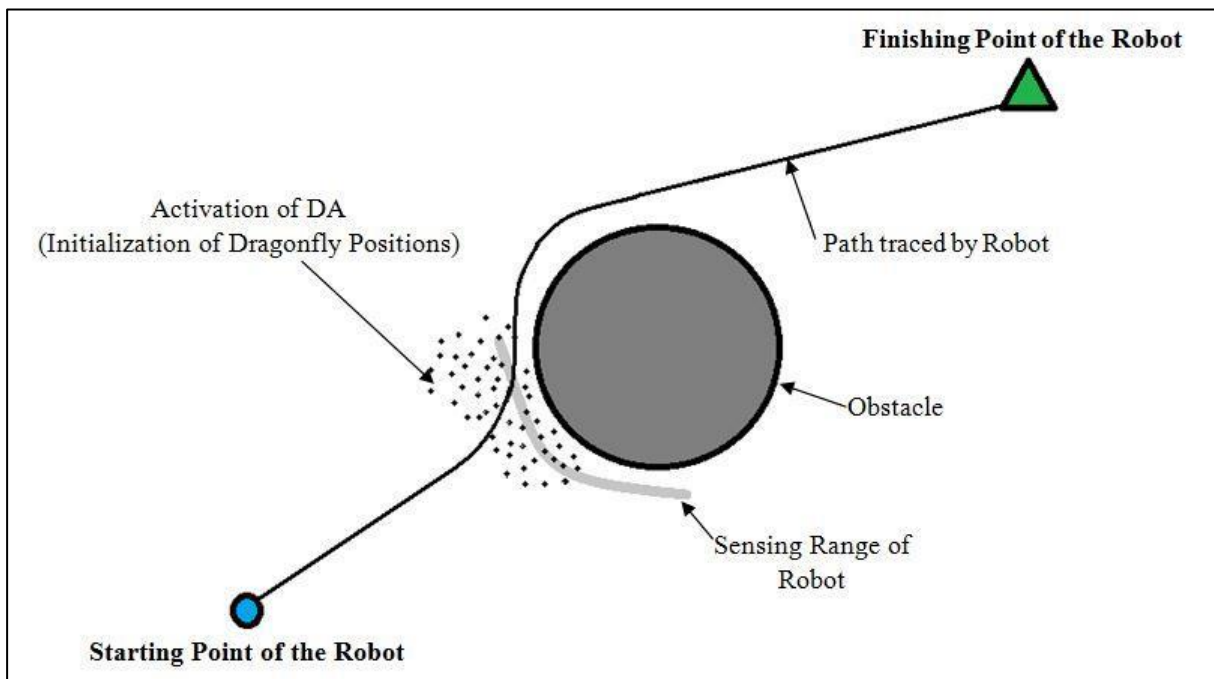 Finishing Point of the Robot
Activation of DA
(Initialization of Dragonfly Positions)
Path traced by Robot
Obstacle
Sensing Range of
Robot
Starting Point of the Robot